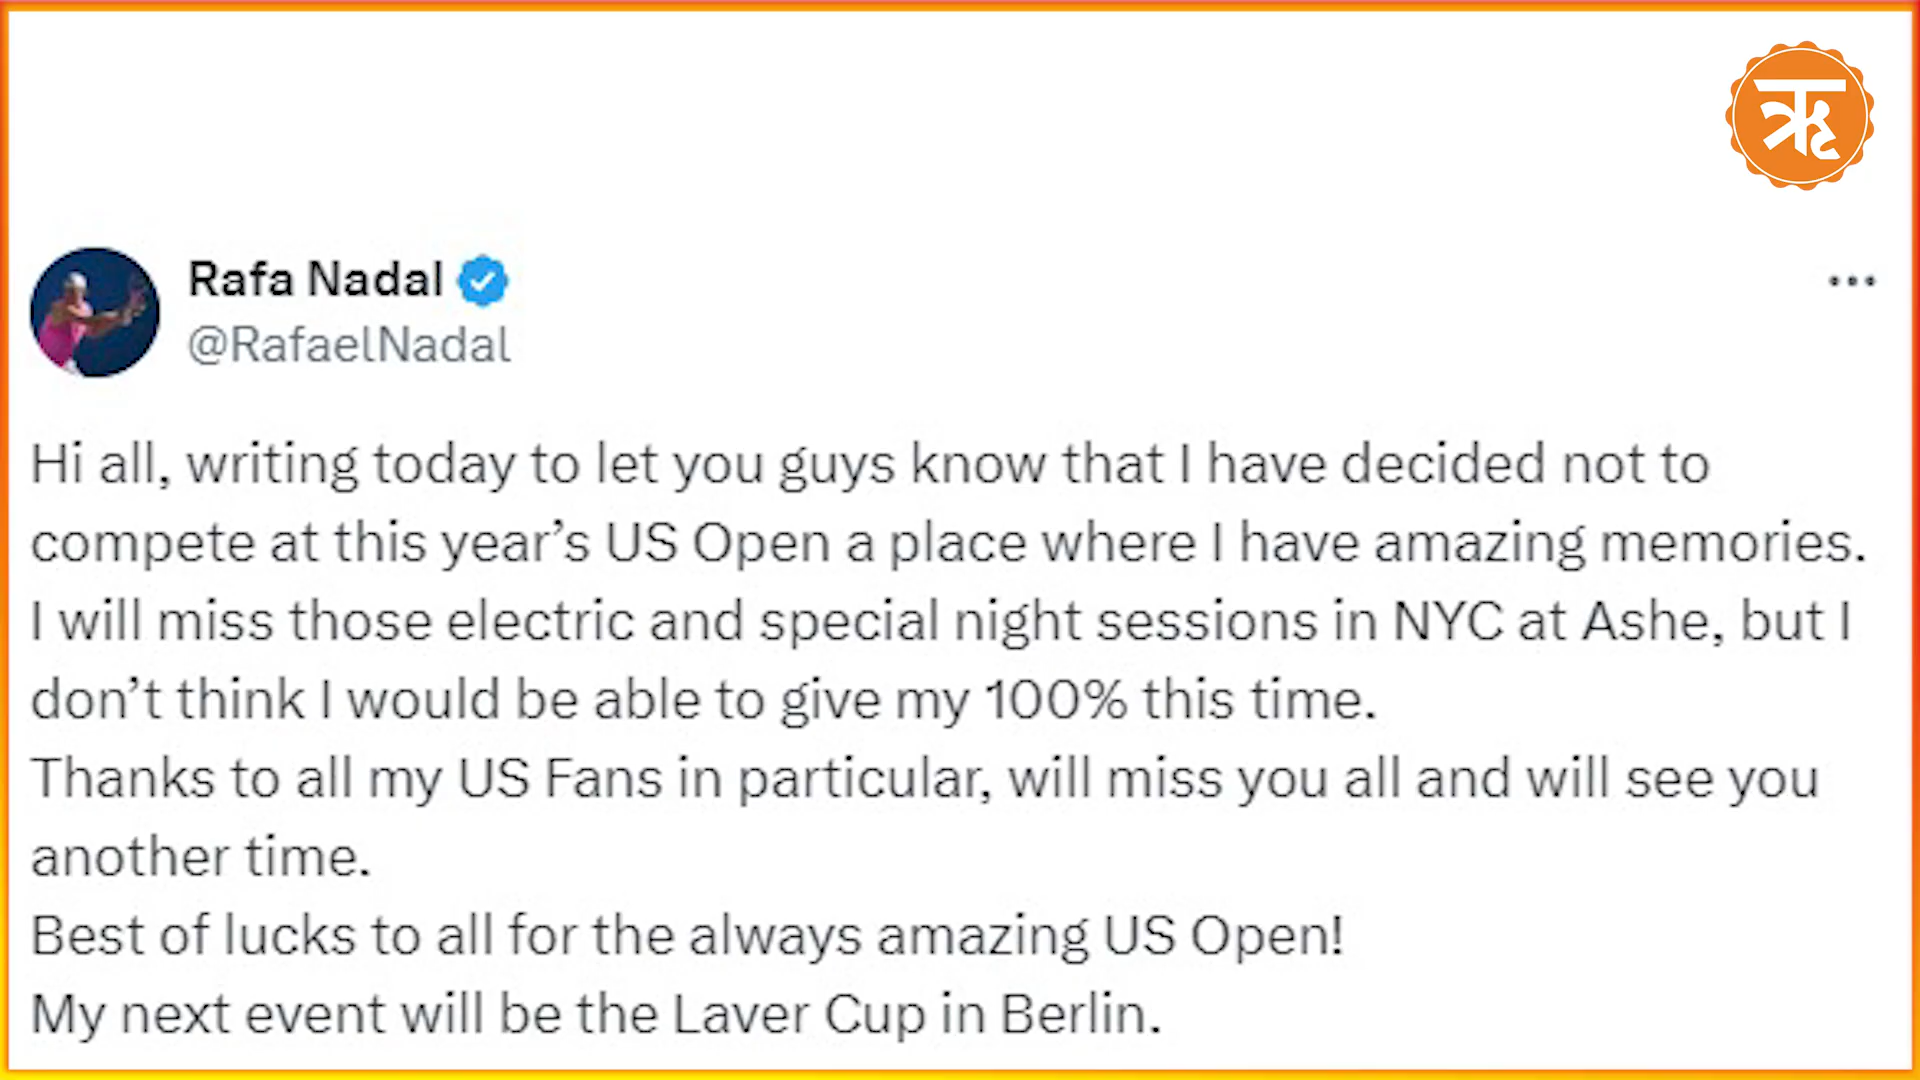 ऋ
Rafa Nadal
@RafaelNadal
Hi all, writing today to let you guys know that I have decided not to
compete at this year’s US Open a place where I have amazing memories.
I will miss those electric and special night sessions in NYC at Ashe, but I
don’t think I would be able to give my 100% this time.
Thanks to all my US Fans in particular, will miss you all and will see you
another time.
Best of lucks to all for the always amazing US Open!
My next event will be the Laver Cup in Berlin.